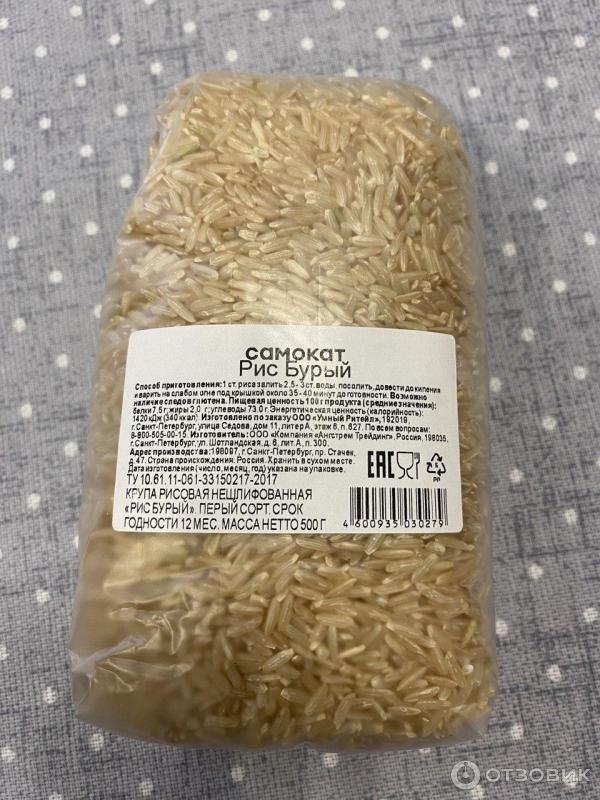 самокат
Рис Бурый
Способ приготовления: 1 ст. риса залить 2,5- 3 ст. воды, посолить, довести до кипения
и варить на слабом огне под крышкой около 35- 40 минут до готовности. Возможно
наличие следов глютена. Пищевая ценность 100 г продукта (средние значения):
белки 7,5 г; жиры 2,0 г; углеводы 73,0 г. Энергетическая ценность (калорийность):
1420 кДж (340 ккал). Изготовлено по заказу ООО «Умный Ритейл», 192019,
г.Санкт-Петербург, улица Седова, дом 11, литер А, этаж 6, п. 627. По всем вопросам:
8-800-505-00-15. Изготовитель: ООО «Компания «Ангстрем Трейдинг», Россия, 198035,
г.Санкт-Петербург, ул. Шотландская, д. 6, лит А, п. 300.
Адрес производства: 198097, г.Санкт-Петербург, пр. Стачек,
д. 47. Страна происхождения: Россия. Хранить в сухом месте.
Дата изготовления (число, месяц, год) указана на упаковке.
ТУ 10.61.11-061-33150217-2017
КРУПА РИСОВАЯ НЕШЛИФОВАННАЯ
«РИС БУРЫЙ». ПЕРЫЙ СОРТ. СРОК
ГОДНОСТИ 12 МЕС. МАССА НЕТТО 500 Г
EAC
5
PP
4 600935 030279
ОТЗОВИК